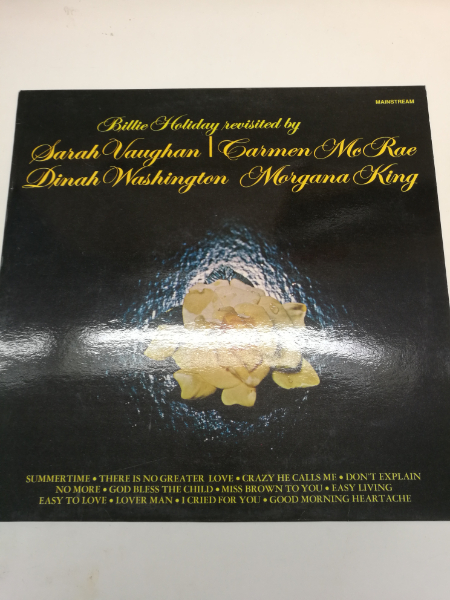 MAINSTREAM
Billie Holiday revisited by
Sarah Vaughan | Carmen McRae
Dinah Washington Morgana King
SUMMERTIME • THERE IS NO GREATER LOVE • CRAZY HE CALLS ME • DON'T EXPLAIN
NO MORE • GOD BLESS THE CHILD • MISS BROWN TO YOU • EASY LIVING
EASY TO LOVE • LOVER MAN • I CRIED FOR YOU • GOOD MORNING HEARTACHE